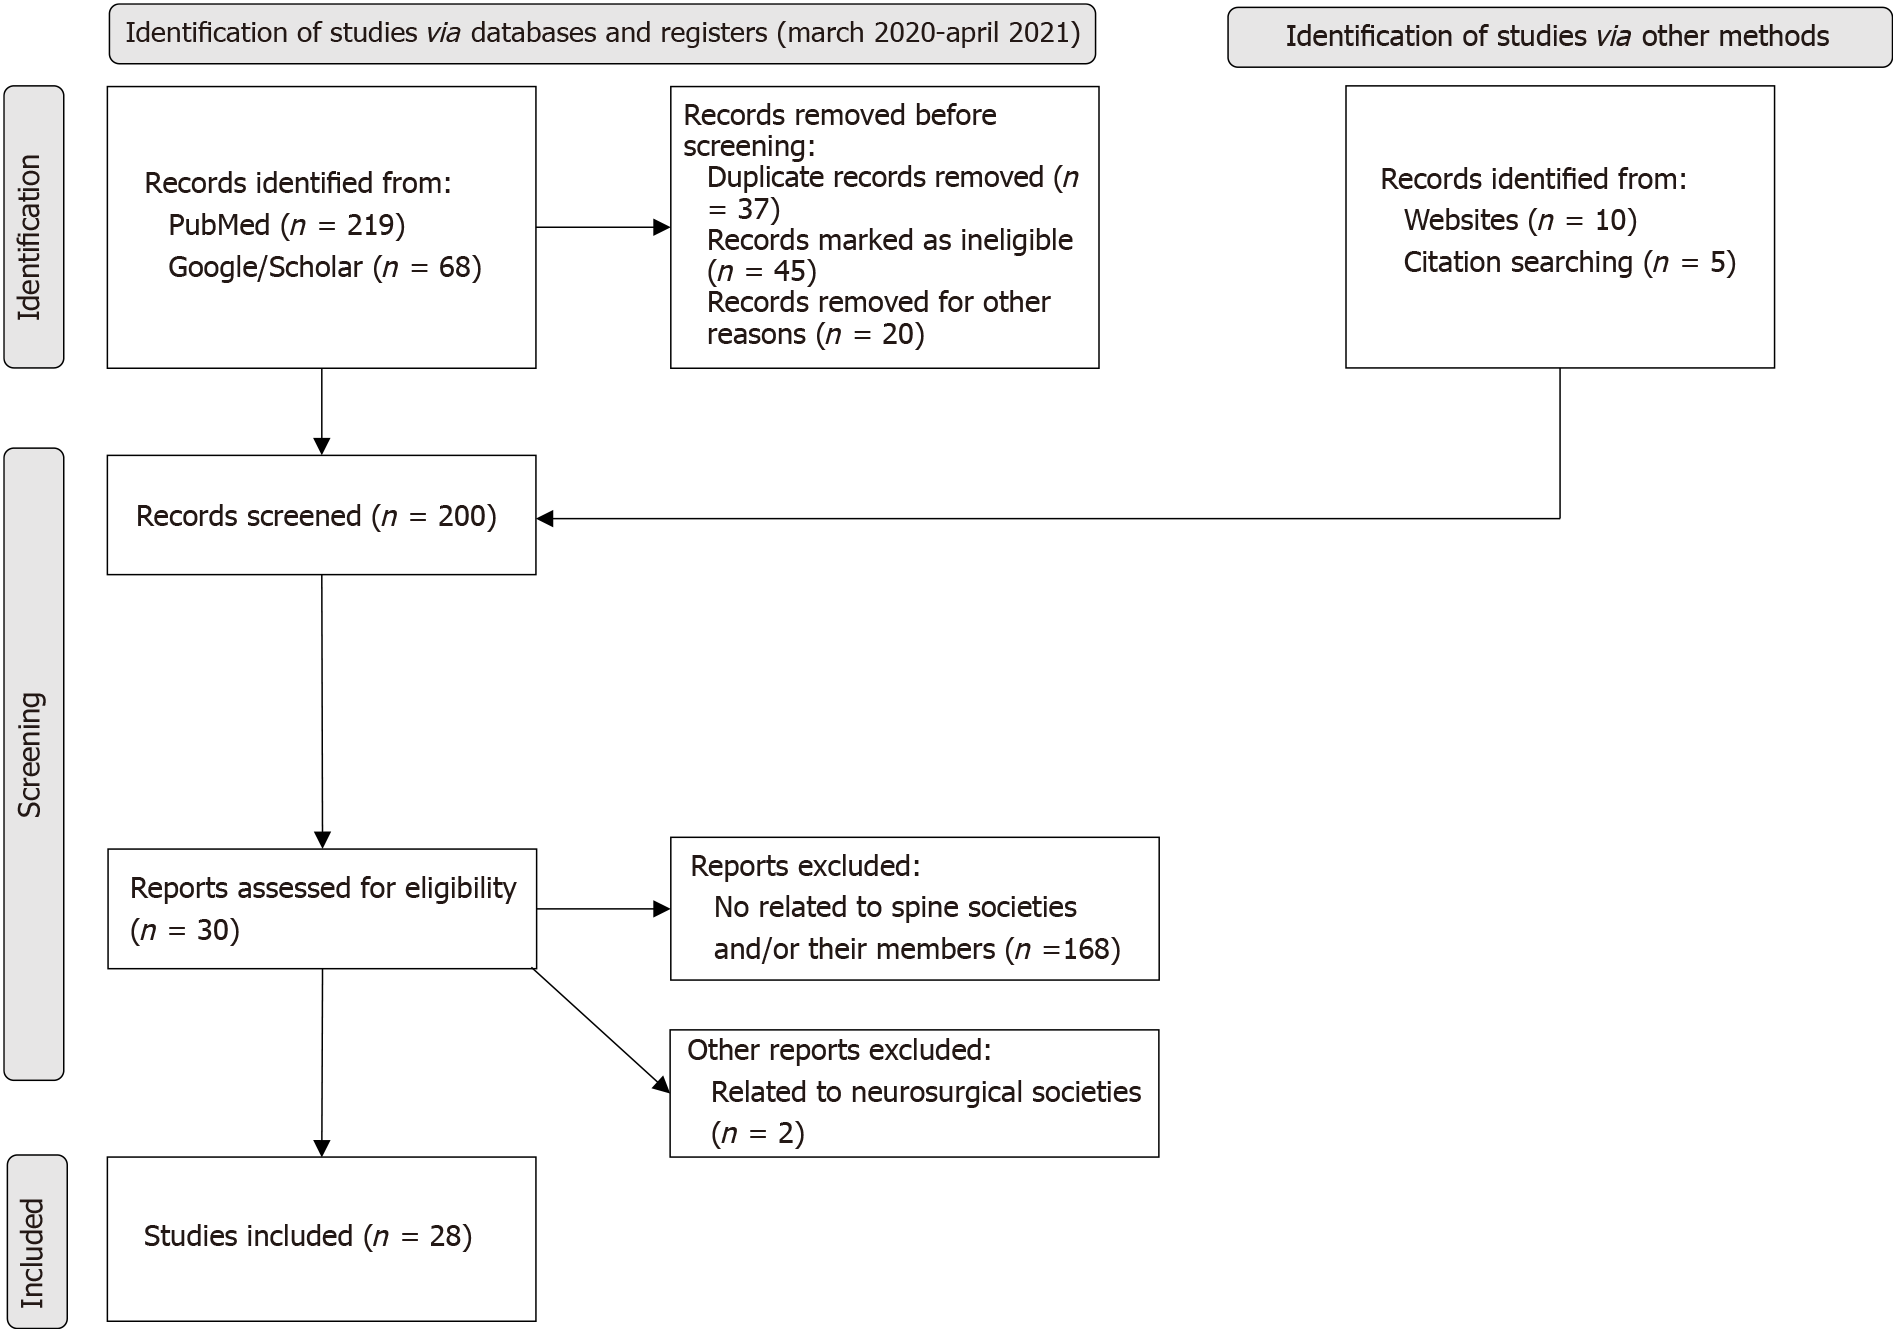 Identification of studies via databases and registers (march 2020-april 2021)
Identification of studies via other methods
Identification
Records identified from:
PubMed (n = 219)
Google/Scholar (n = 68)
Records removed before
screening:
Duplicate records removed (n
= 37)
Records marked as ineligible
(n = 45)
Records removed for other
reasons (n = 20)
Records identified from:
Websites (n = 10)
Citation searching (n = 5)
Screening
Records screened (n = 200)
Reports assessed for eligibility
(n = 30)
Reports excluded:
No related to spine societies
and/or their members (n =168)
Other reports excluded:
Related to neurosurgical societies
(n = 2)
Included
Studies included (n = 28)